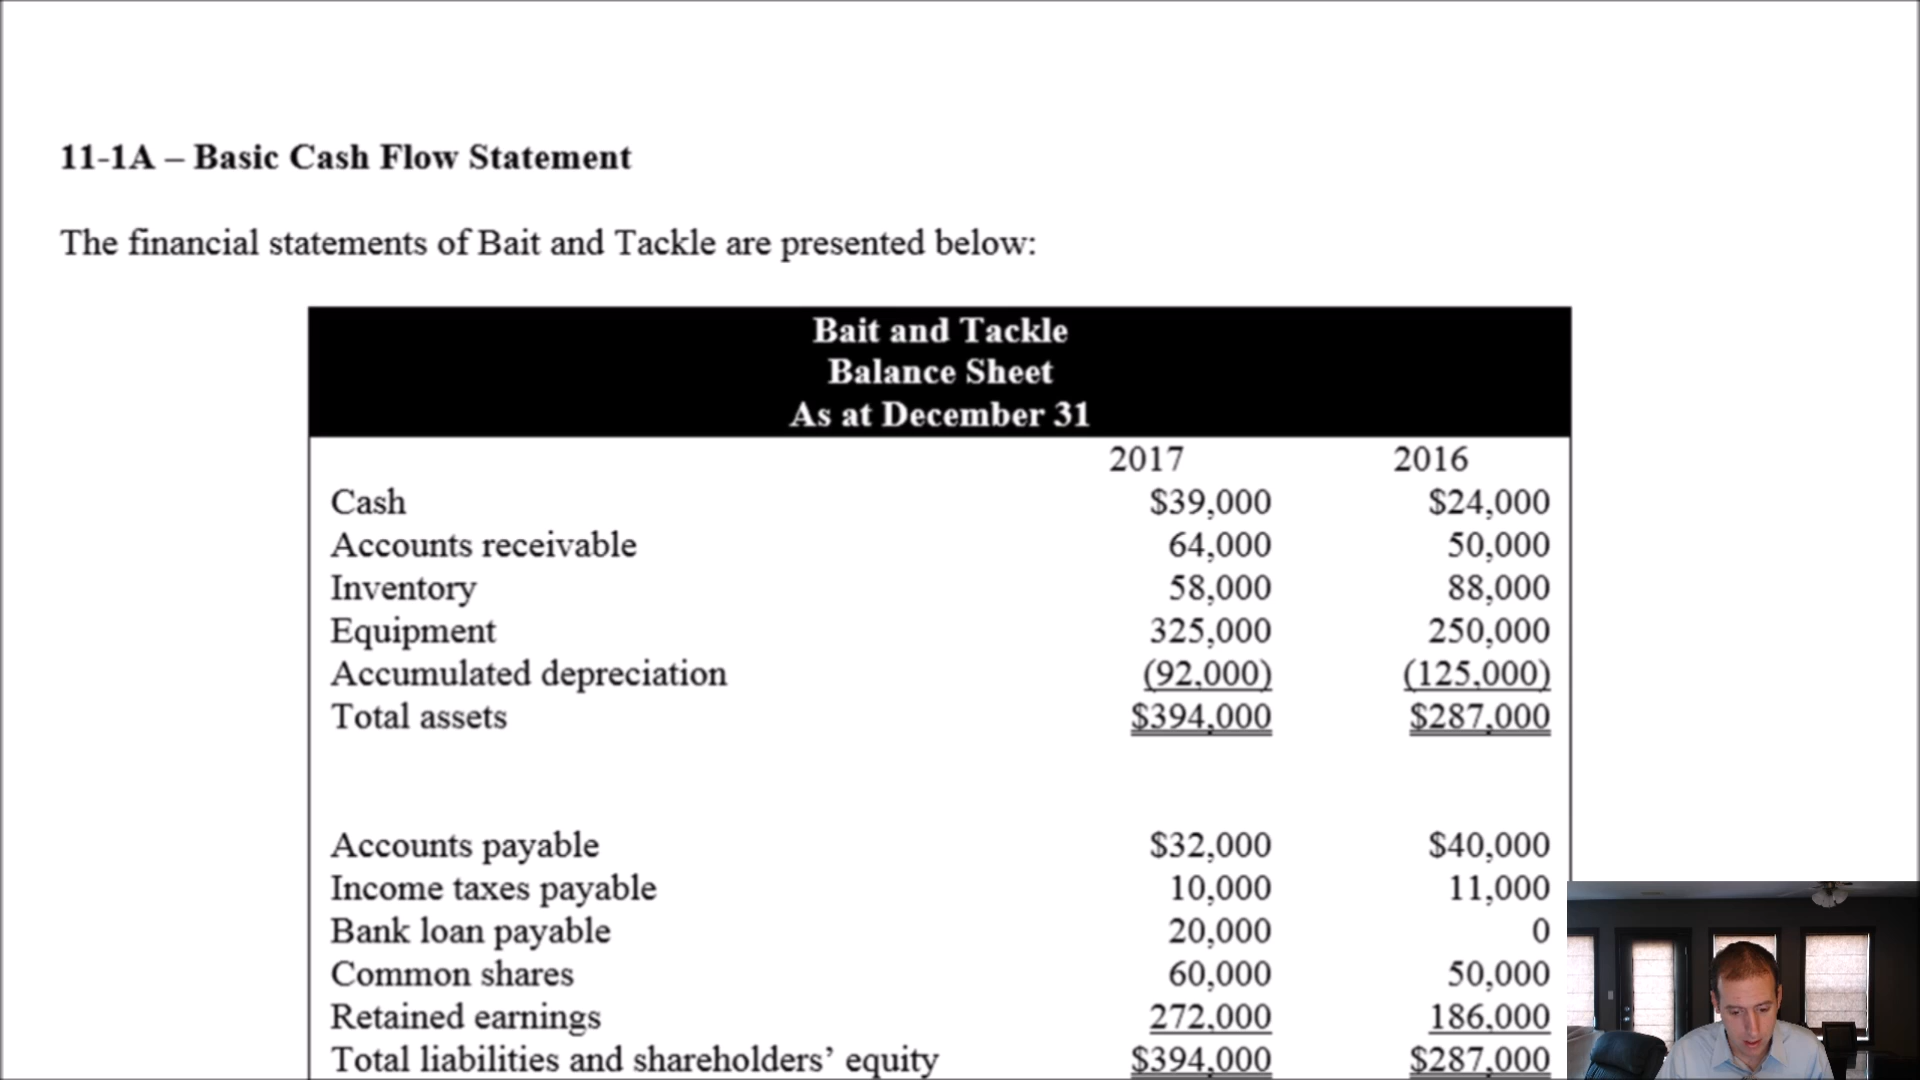 11-1A – Basic Cash Flow Statement
The financial statements of Bait and Tackle are presented below:
Bait and Tackle
Balance Sheet
As at December 31
2017 2016
Cash $39,000 $24,000
Accounts receivable 64,000 50,000
Inventory 58,000 88,000
Equipment 325,000 250,000
Accumulated depreciation (92,000) (125,000)
Total assets $394,000 $287,000
Accounts payable $32,000 $40,000
Income taxes payable 10,000 11,000
Bank loan payable 20,000 0
Common shares 60,000 50,000
Retained earnings 272,000 186,000
Total liabilities and shareholders’ equity $394,000 $287,000